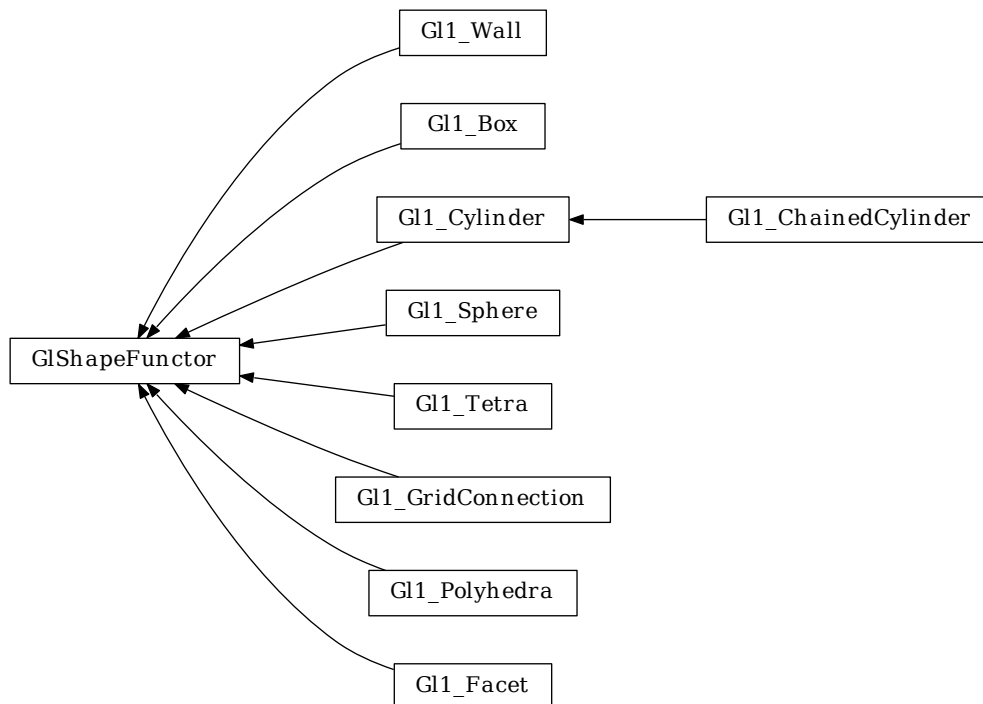 Gl1_Wall
Gl1_Box
Gl1_Cylinder
Gl1_ChainedCylinder
Gl1_Sphere
GlShapeFunctor
Gl1_Tetra
Gl1_GridConnection
Gl1_Polyhedra
Gl1_Facet